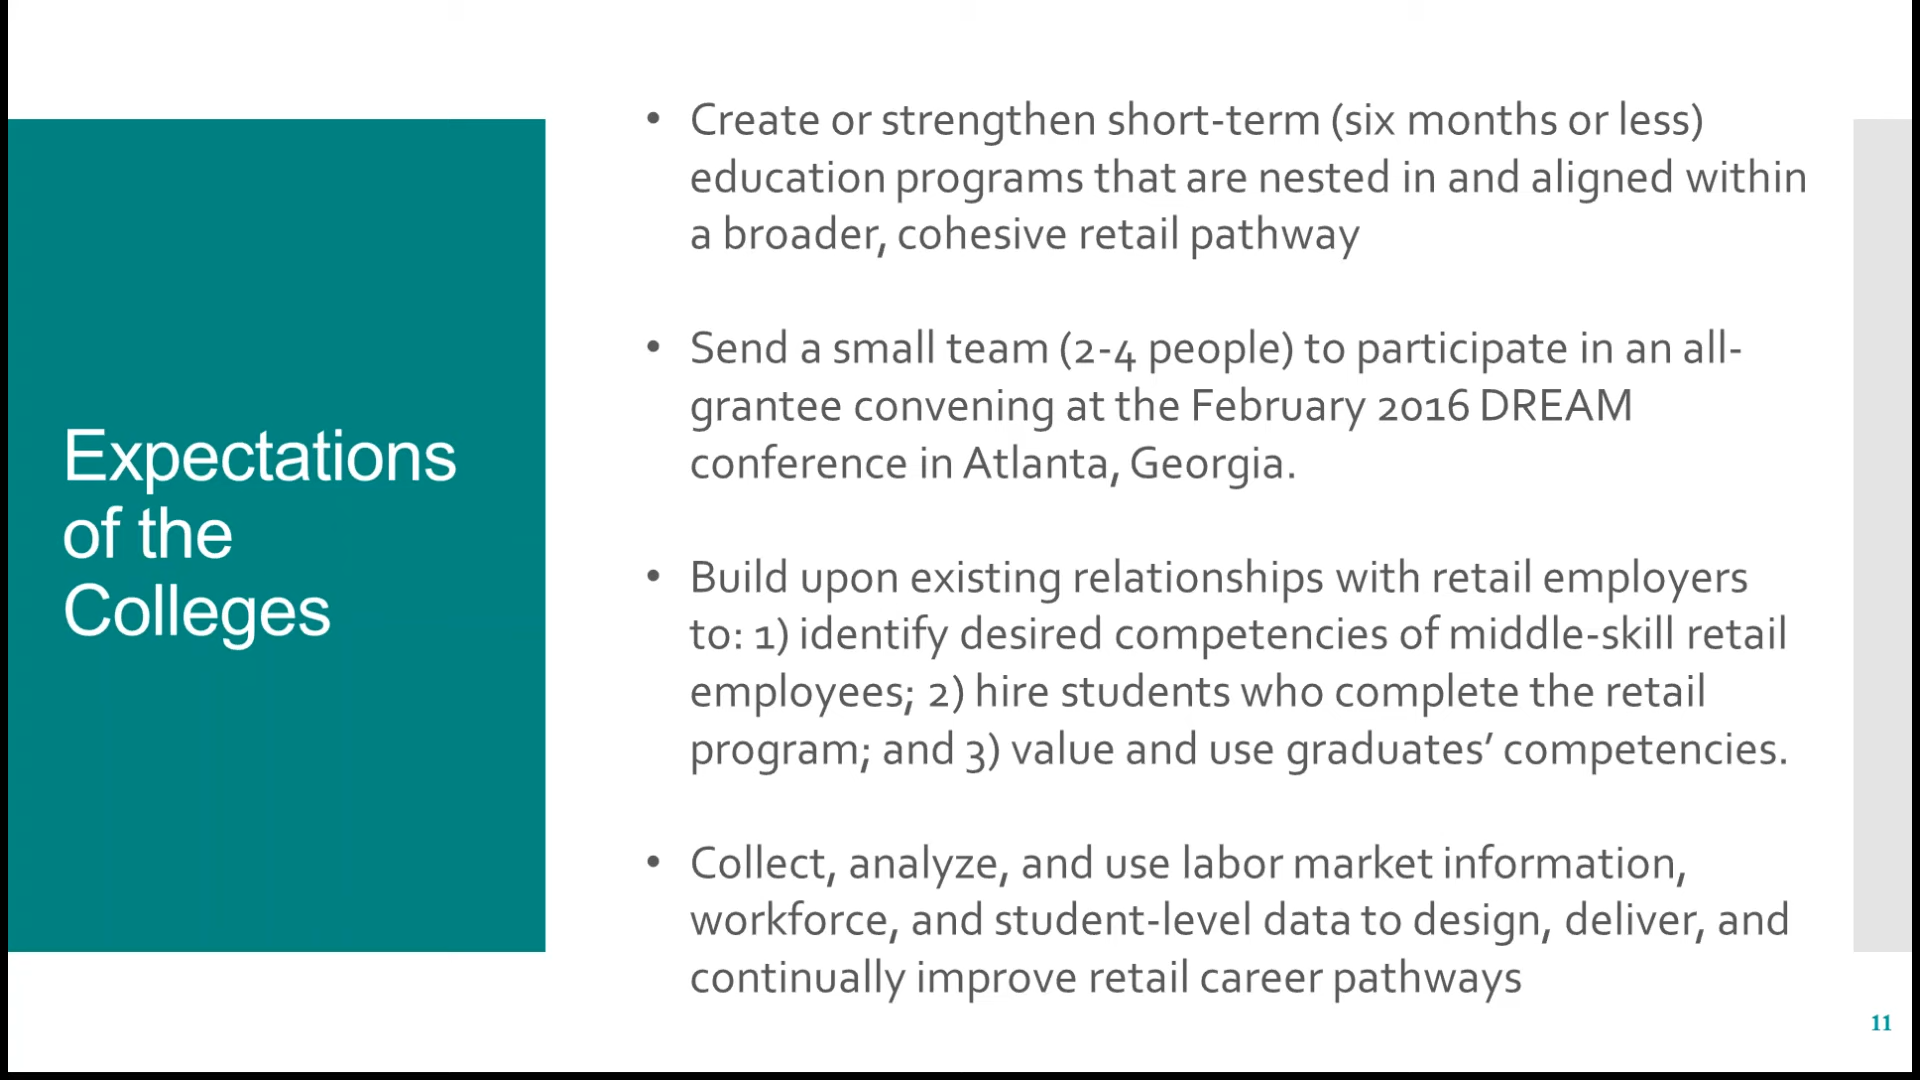 Expectations
of the
Colleges
• Create or strengthen short-term (six months or less)
education programs that are nested in and aligned within
a broader, cohesive retail pathway
• Send a small team (2-4 people) to participate in an all-
grantee convening at the February 2016 DREAM
conference in Atlanta, Georgia.
• Build upon existing relationships with retail employers
to: 1) identify desired competencies of middle-skill retail
employees; 2) hire students who complete the retail
program; and 3) value and use graduates’ competencies.
• Collect, analyze, and use labor market information,
workforce, and student-level data to design, deliver, and
continually improve retail career pathways
11